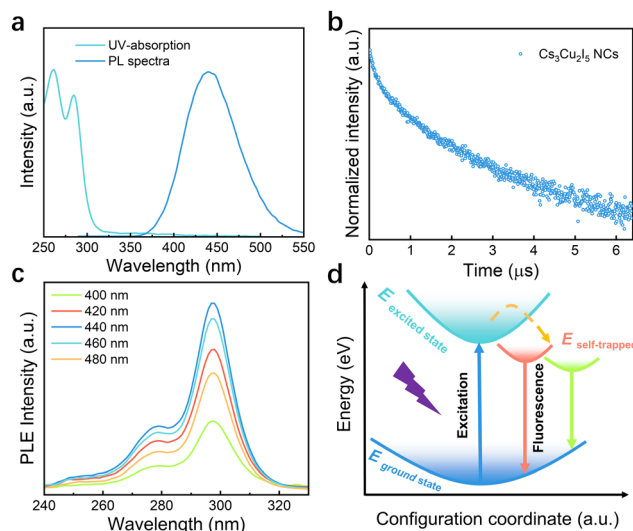 a
UV-absorption
PL spectra
Intensity (a.u.)
250 300 350 400 450 500 550
Wavelength (nm)
b
Cs₃Cu₂I₅ NCs
Normalized intensity (a.u.)
0 1 2 3 4 5 6
Time (μs)
c
400 nm
420 nm
440 nm
460 nm
480 nm
PLE Intensity (a.u.)
240 260 280 300 320
Wavelength (nm)
d
E excited state
E self-trapped
Excitation
Fluorescence
E ground state
Energy (eV)
Configuration coordinate (a.u.)